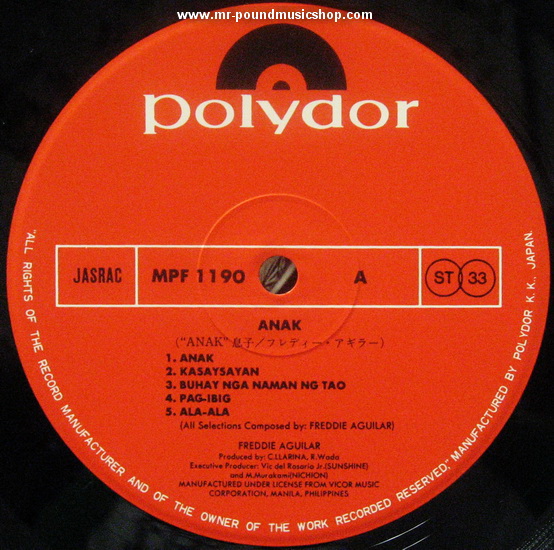 www.mr-poundmusicshop.com
polydor
JASRAC MPF 1190 A ST 33
ANAK
("ANAK" 息子/フレディー・アギラー)
1. ANAK
2. KASAYSAYAN
3. BUHAY NGA NAMAN NG TAO
4. PAG-IBIG
5. ALA-ALA
(All Selections Composed by: FREDDIE AGUILAR)
FREDDIE AGUILAR
Produced by: C.LLARINA, R.Wada
Executive Producer: Vic del Rosario Jr.(SUNSHINE)
and M.Murakami(NICHION)
MANUFACTURED UNDER LICENSE FROM VICOR MUSIC
CORPORATION, MANILA, PHILIPPINES
"ALL RIGHTS OF THE RECORD MANUFACTURER AND OF THE OWNER OF THE WORK RECORDED RESERVED," MANUFACTURED BY POLYDOR K.K., JAPAN.